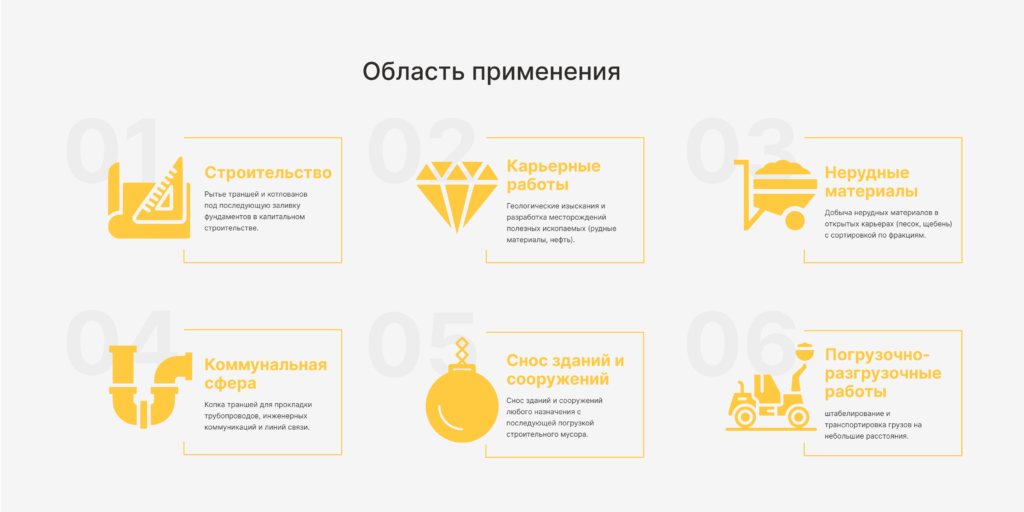 Область применения
01
Строительство
Рытье траншей и котлованов
под последующую заливку
фундаментов в капитальном
строительстве.
02
Карьерные
работы
Геологические изыскания и
разработка месторождений
полезных ископаемых (рудные
материалы, нефть).
03
Нерудные
материалы
Добыча нерудных материалов в
открытых карьерах (песок, щебень)
с сортировкой по фракциям.
04
Коммунальная
сфера
Копка траншей для прокладки
трубопроводов, инженерных
коммуникаций и линий связи.
05
Снос зданий и
сооружений
Снос зданий и сооружений
любого назначения с
последующей погрузкой
строительного мусора.
06
Погрузочно-
разгрузочные
работы
штабелирование и
транспортировка грузов на
небольшие расстояния.